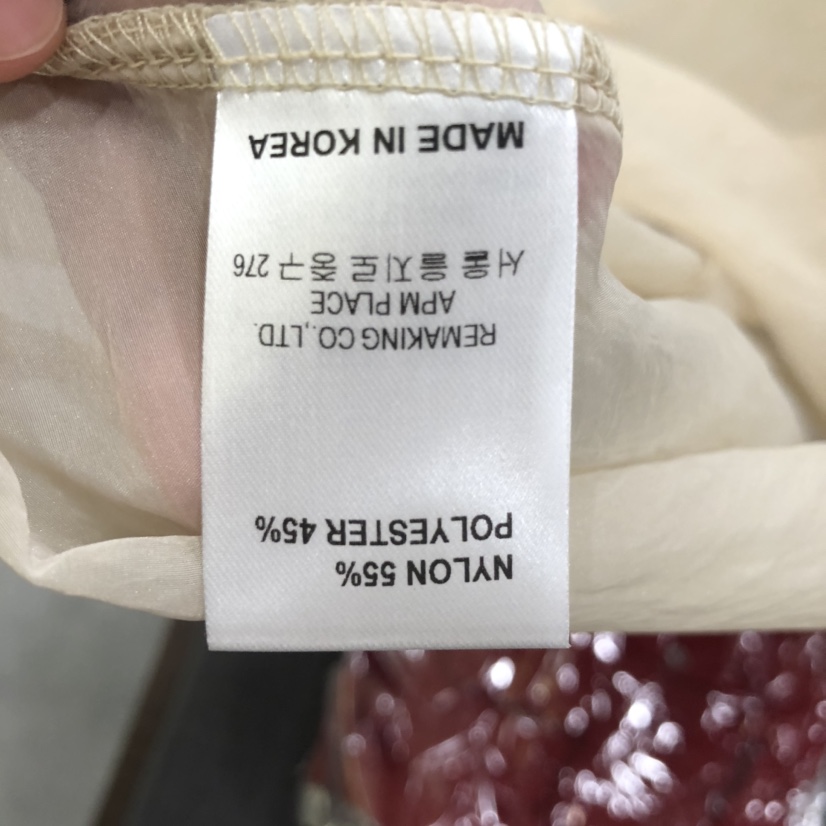 NYLON 55%
POLYESTER 45%
REMAKING CO.,LTD.
APM PLACE
서울 을지로 중구 276
MADE IN KOREA